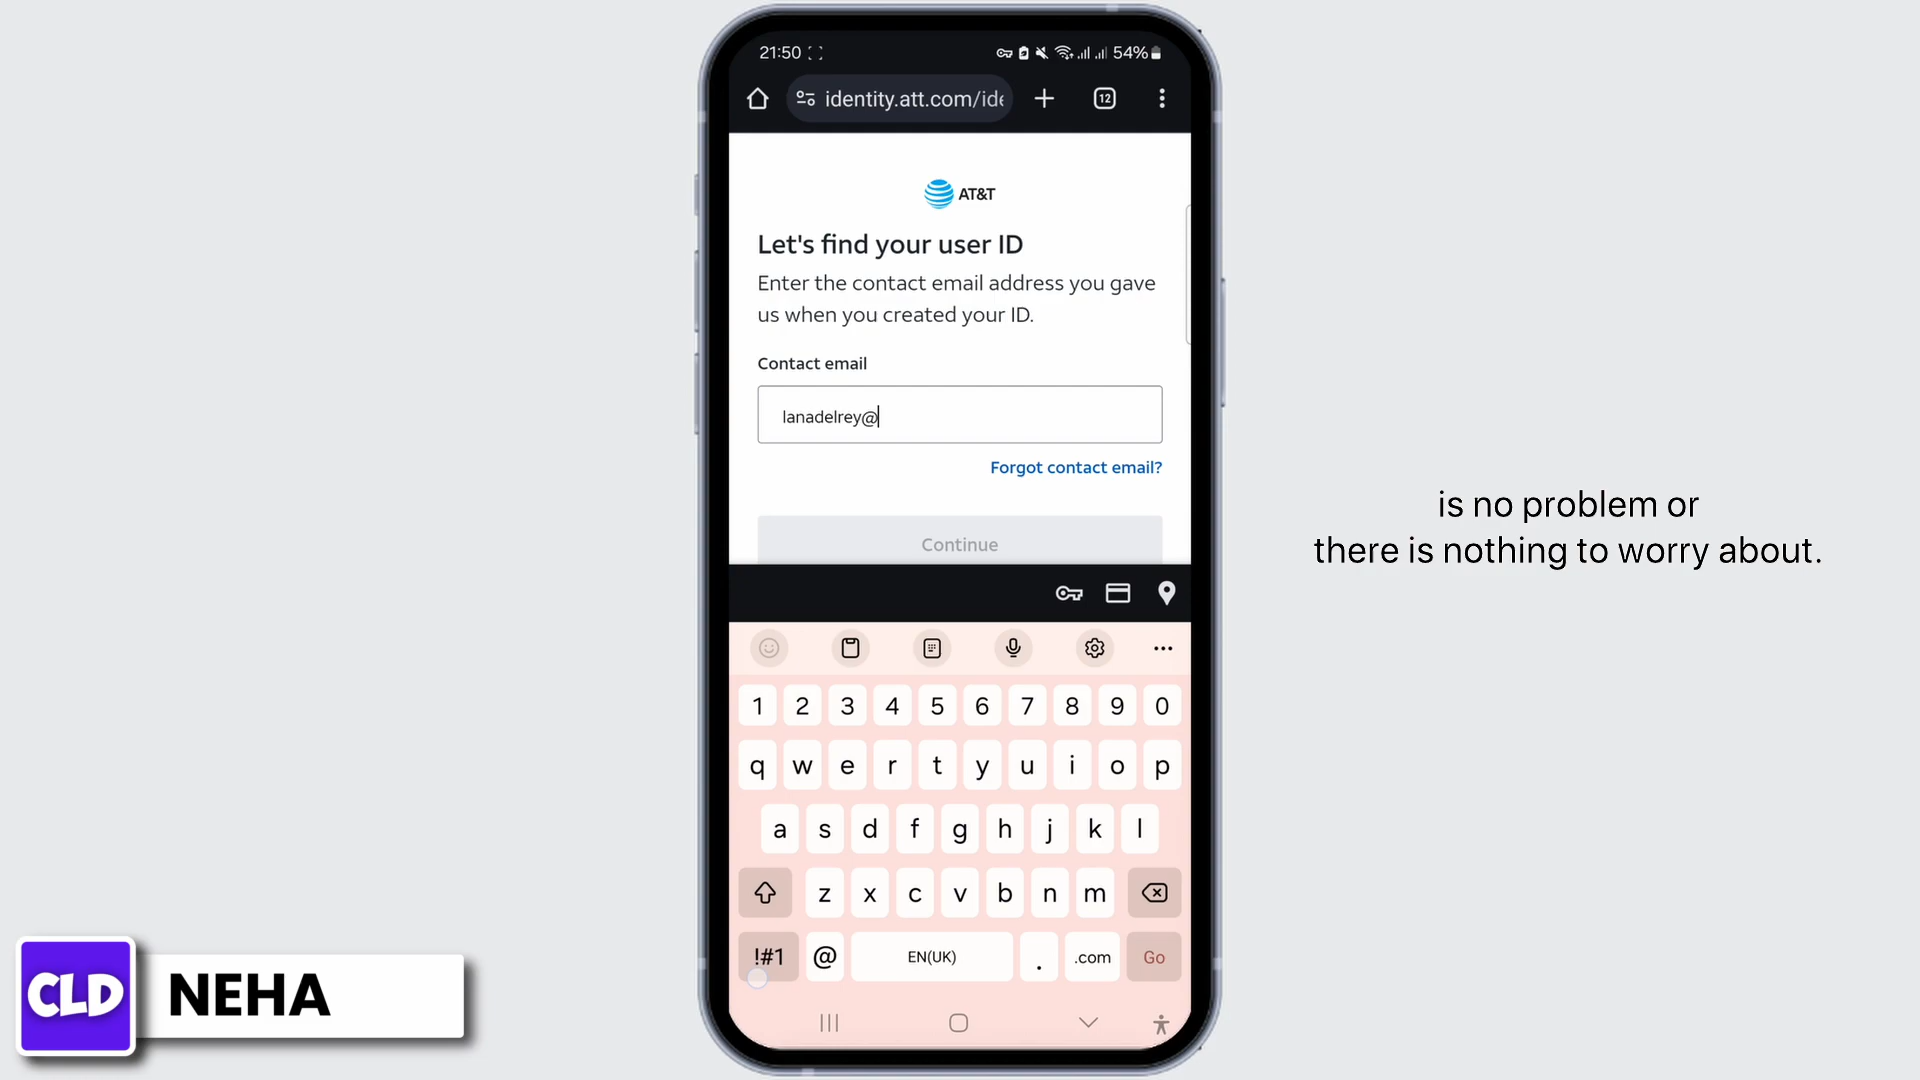 21:50
54%
identity.att.com/ide
12
AT&T
Let's find your user ID
Enter the contact email address you gave
us when you created your ID.
Contact email
lanadelrey@
Forgot contact email?
Continue
is no problem or
there is nothing to worry about.
1 2 3 4 5 6 7 8 9 0
q w e r t y u i o p
a s d f g h j k l
z x c v b n m
!#1 @ EN(UK) . .com Go
CLD NEHA